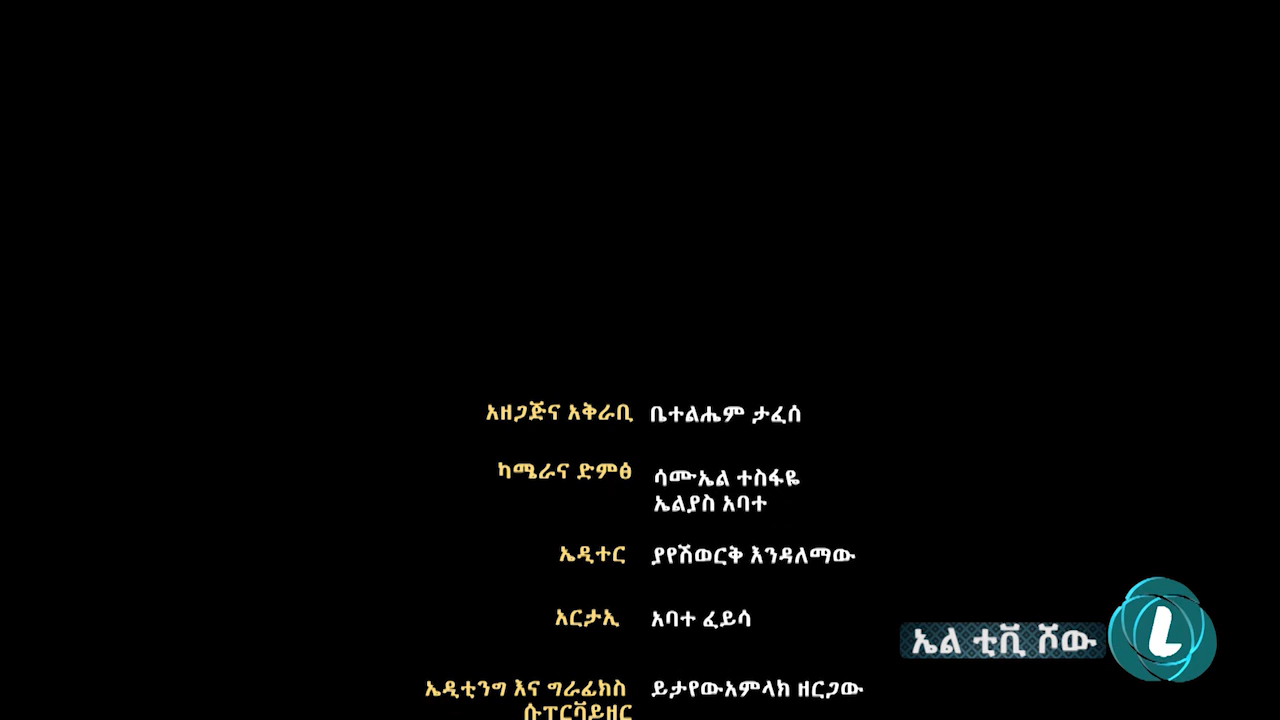 አዘጋጅና አቅራቢ ቤተልሔም ታፈሰ
ካሜራና ድምፅ ሳሙኤል ተስፋዬ
ኤልያስ አባተ
ኤዲተር ያየሽወርቅ እንዳለማው
አርታኢ አባተ ፈይሳ
ኤል ቲቪ ሾው L
ኤዲቲንግ እና ግራፊክስ ይታየውአምላክ ዘርጋው
ሱፐርቫይዘር